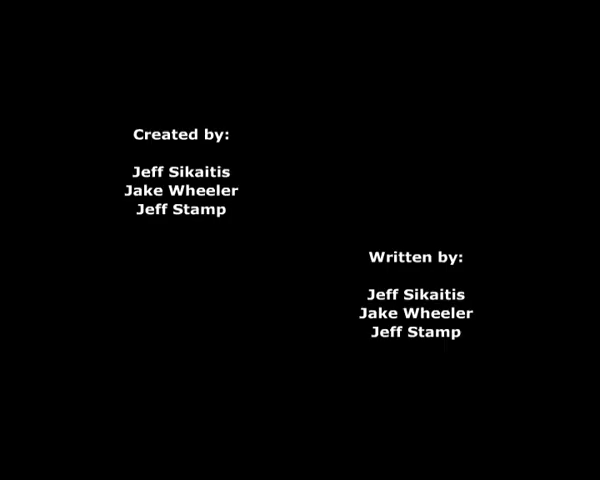 Created by:
Jeff Sikaitis
Jake Wheeler
Jeff Stamp
Written by:
Jeff Sikaitis
Jake Wheeler
Jeff Stamp